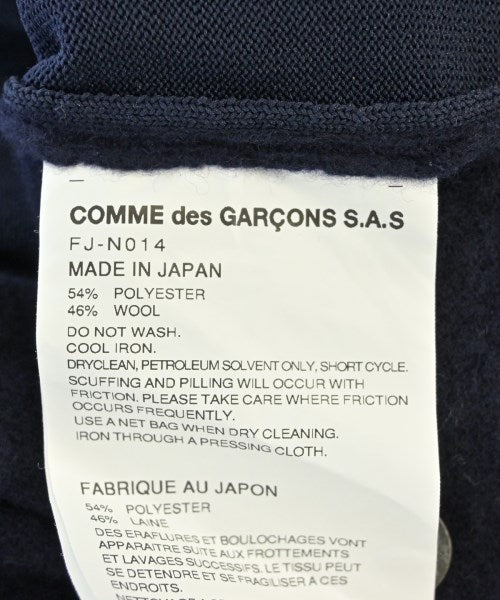 COMME des GARÇONS S.A.S
FJ-N014
MADE IN JAPAN
54% POLYESTER
46% WOOL
DO NOT WASH.
COOL IRON.
DRYCLEAN, PETROLEUM SOLVENT ONLY, SHORT CYCLE.
SCUFFING AND PILLING WILL OCCUR WITH
FRICTION. PLEASE TAKE CARE WHERE FRICTION
OCCURS FREQUENTLY.
USE A NET BAG WHEN DRY CLEANING.
IRON THROUGH A PRESSING CLOTH.
FABRIQUE AU JAPON
54% POLYESTER
46% LAINE
DES ERAFLURES ET BOULOCHAGES VONT
APPARAITRE SUITE AUX FROTTEMENTS
ET LAVAGES SUCCESSIFS. LE TISSU PEUT
SE DETENDRE ET SE FRAGILISER A CES
ENDROITS.